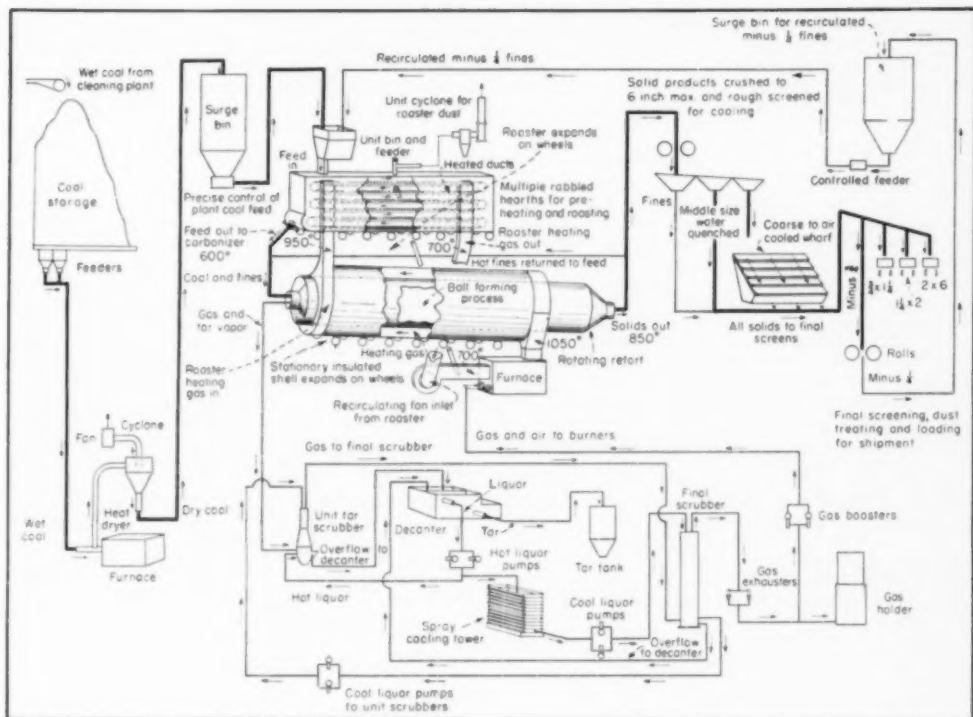 Wet coal from
cleaning plant
Coal
storage
Feeders
Surge
bin
Precise control of
plant coal feed
Feed out to
carbonizer
600°
Recirculated minus 1/8 fines
Unit cyclone for
roaster dust
Unit bin and
feeder
Feed
in
Heated ducts
Roaster expands
on wheels
Multiple rabbled
hearths for pre-
heating and roasting
Roaster heating
gas out
950°
700°
Hot fines returned to feed
Solid products crushed to
6 inch max. and rough screened
for cooling
Surge bin for recirculated
minus 1/8 fines
Controlled feeder
Fines
Middle size
water
quenched
Coarse to air
cooled wharf
All solids to final
screens
Minus
x 1 1/4
1 1/4 x 2
2 x 6
Rolls
Minus 1/8
Final screening, dust
treating and loading
for shipment
Coal and fines
Gas and
tar vapor
Ball forming
process
Solids out
850°
1050°
Rotating retort
Heating gas
700°
Furnace
Roaster
heating
gas in
Stationary insulated
shell expands on wheels
Recirculating fan inlet
from roaster
Gas and air to burners
Gas to final scrubber
Fan
Cyclone
Heat
dryer
Dry coal
Wet
coal
Furnace
Unit tar
scrubber
Overflow to
decanter
Decanter
Liquor
Tar
Tar tank
Hot liquor
pumps
Hot liquor
Spray
cooling tower
Cool liquor
pumps
Final
scrubber
Overflow
to decanter
Gas
exhausters
Gas boosters
Gas
holder
Cool liquor pumps
to unit scrubbers